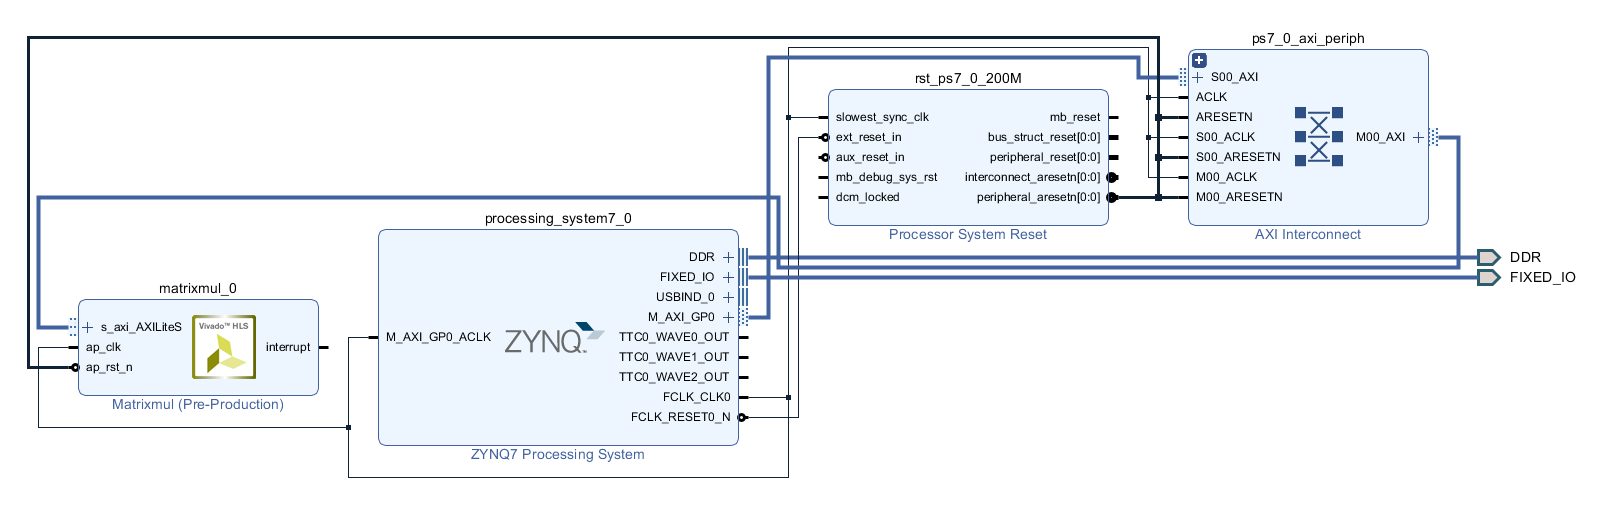 ps7_0_axi_periph
S00_AXI
ACLK
ARESETN
S00_ACLK
S00_ARESETN
M00_ACLK
M00_ARESETN
M00_AXI
AXI Interconnect
rst_ps7_0_200M
slowest_sync_clk
ext_reset_in
aux_reset_in
mb_debug_sys_rst
dcm_locked
mb_reset
bus_struct_reset[0:0]
peripheral_reset[0:0]
interconnect_aresetn[0:0]
peripheral_aresetn[0:0]
Processor System Reset
processing_system7_0
M_AXI_GP0_ACLK
ZYNQ
DDR
FIXED_IO
USBIND_0
M_AXI_GP0
TTC0_WAVE0_OUT
TTC0_WAVE1_OUT
TTC0_WAVE2_OUT
FCLK_CLK0
FCLK_RESET0_N
ZYNQ7 Processing System
matrixmul_0
s_axi_AXILiteS
ap_clk
ap_rst_n
Vivado™ HLS
interrupt
Matrixmul (Pre-Production)
DDR
FIXED_IO